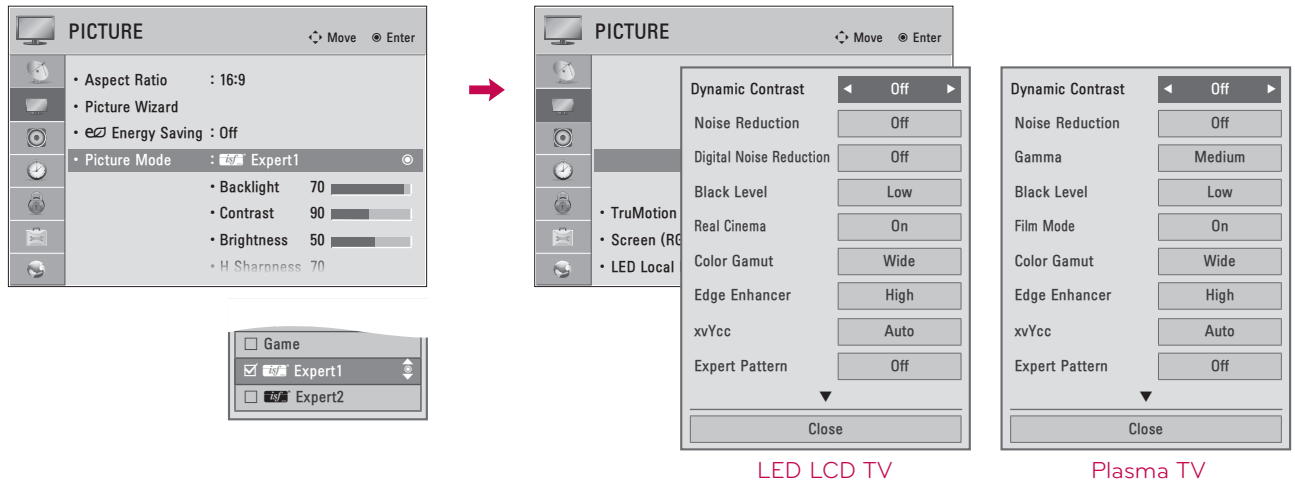 PICTURE
Move Enter
• Aspect Ratio : 16:9
• Picture Wizard
• Energy Saving : Off
• Picture Mode : isf Expert1
• Backlight 70
• Contrast 90
• Brightness 50
• H Sharpness 70
Game
isf Expert1
isf Expert2
PICTURE
Move Enter
• TruMotion
• Screen (RG
• LED Local
Dynamic Contrast ◄ Off ►
Noise Reduction Off
Digital Noise Reduction Off
Black Level Low
Real Cinema On
Color Gamut Wide
Edge Enhancer High
xvYcc Auto
Expert Pattern Off
▼
Close
LED LCD TV
Dynamic Contrast ◄ Off ►
Noise Reduction Off
Gamma Medium
Black Level Low
Film Mode On
Color Gamut Wide
Edge Enhancer High
xvYcc Auto
Expert Pattern Off
▼
Close
Plasma TV